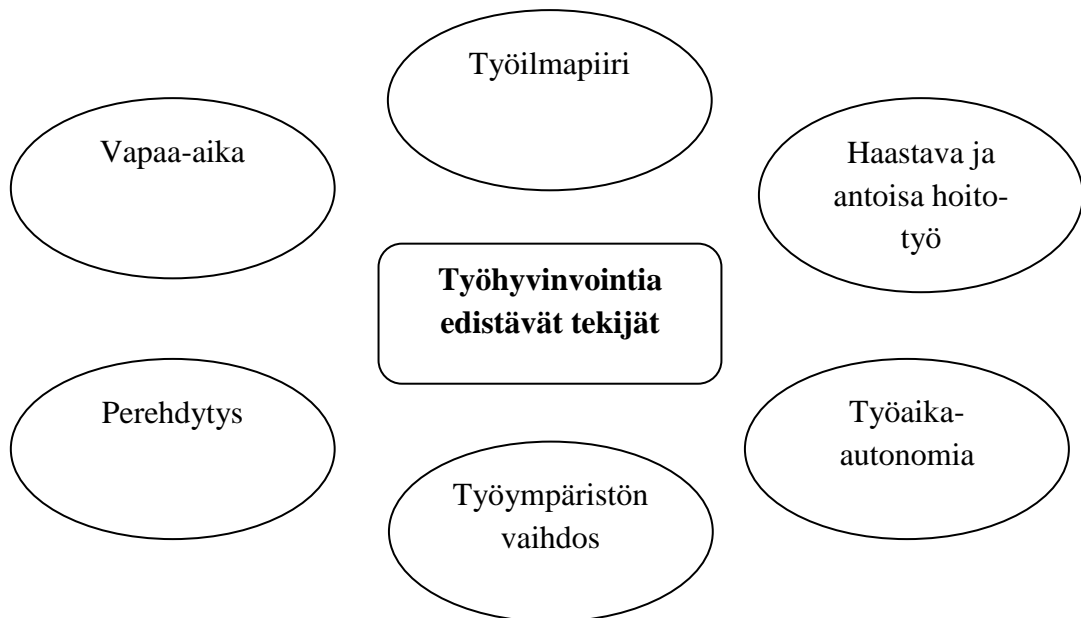 Työilmapiiri
Vapaa-aika
Haastava ja
antoisa hoito-
työ
Työhyvinvointia
edistävät tekijät
Perehdytys
Työaika-
autonomia
Työympäristön
vaihdos